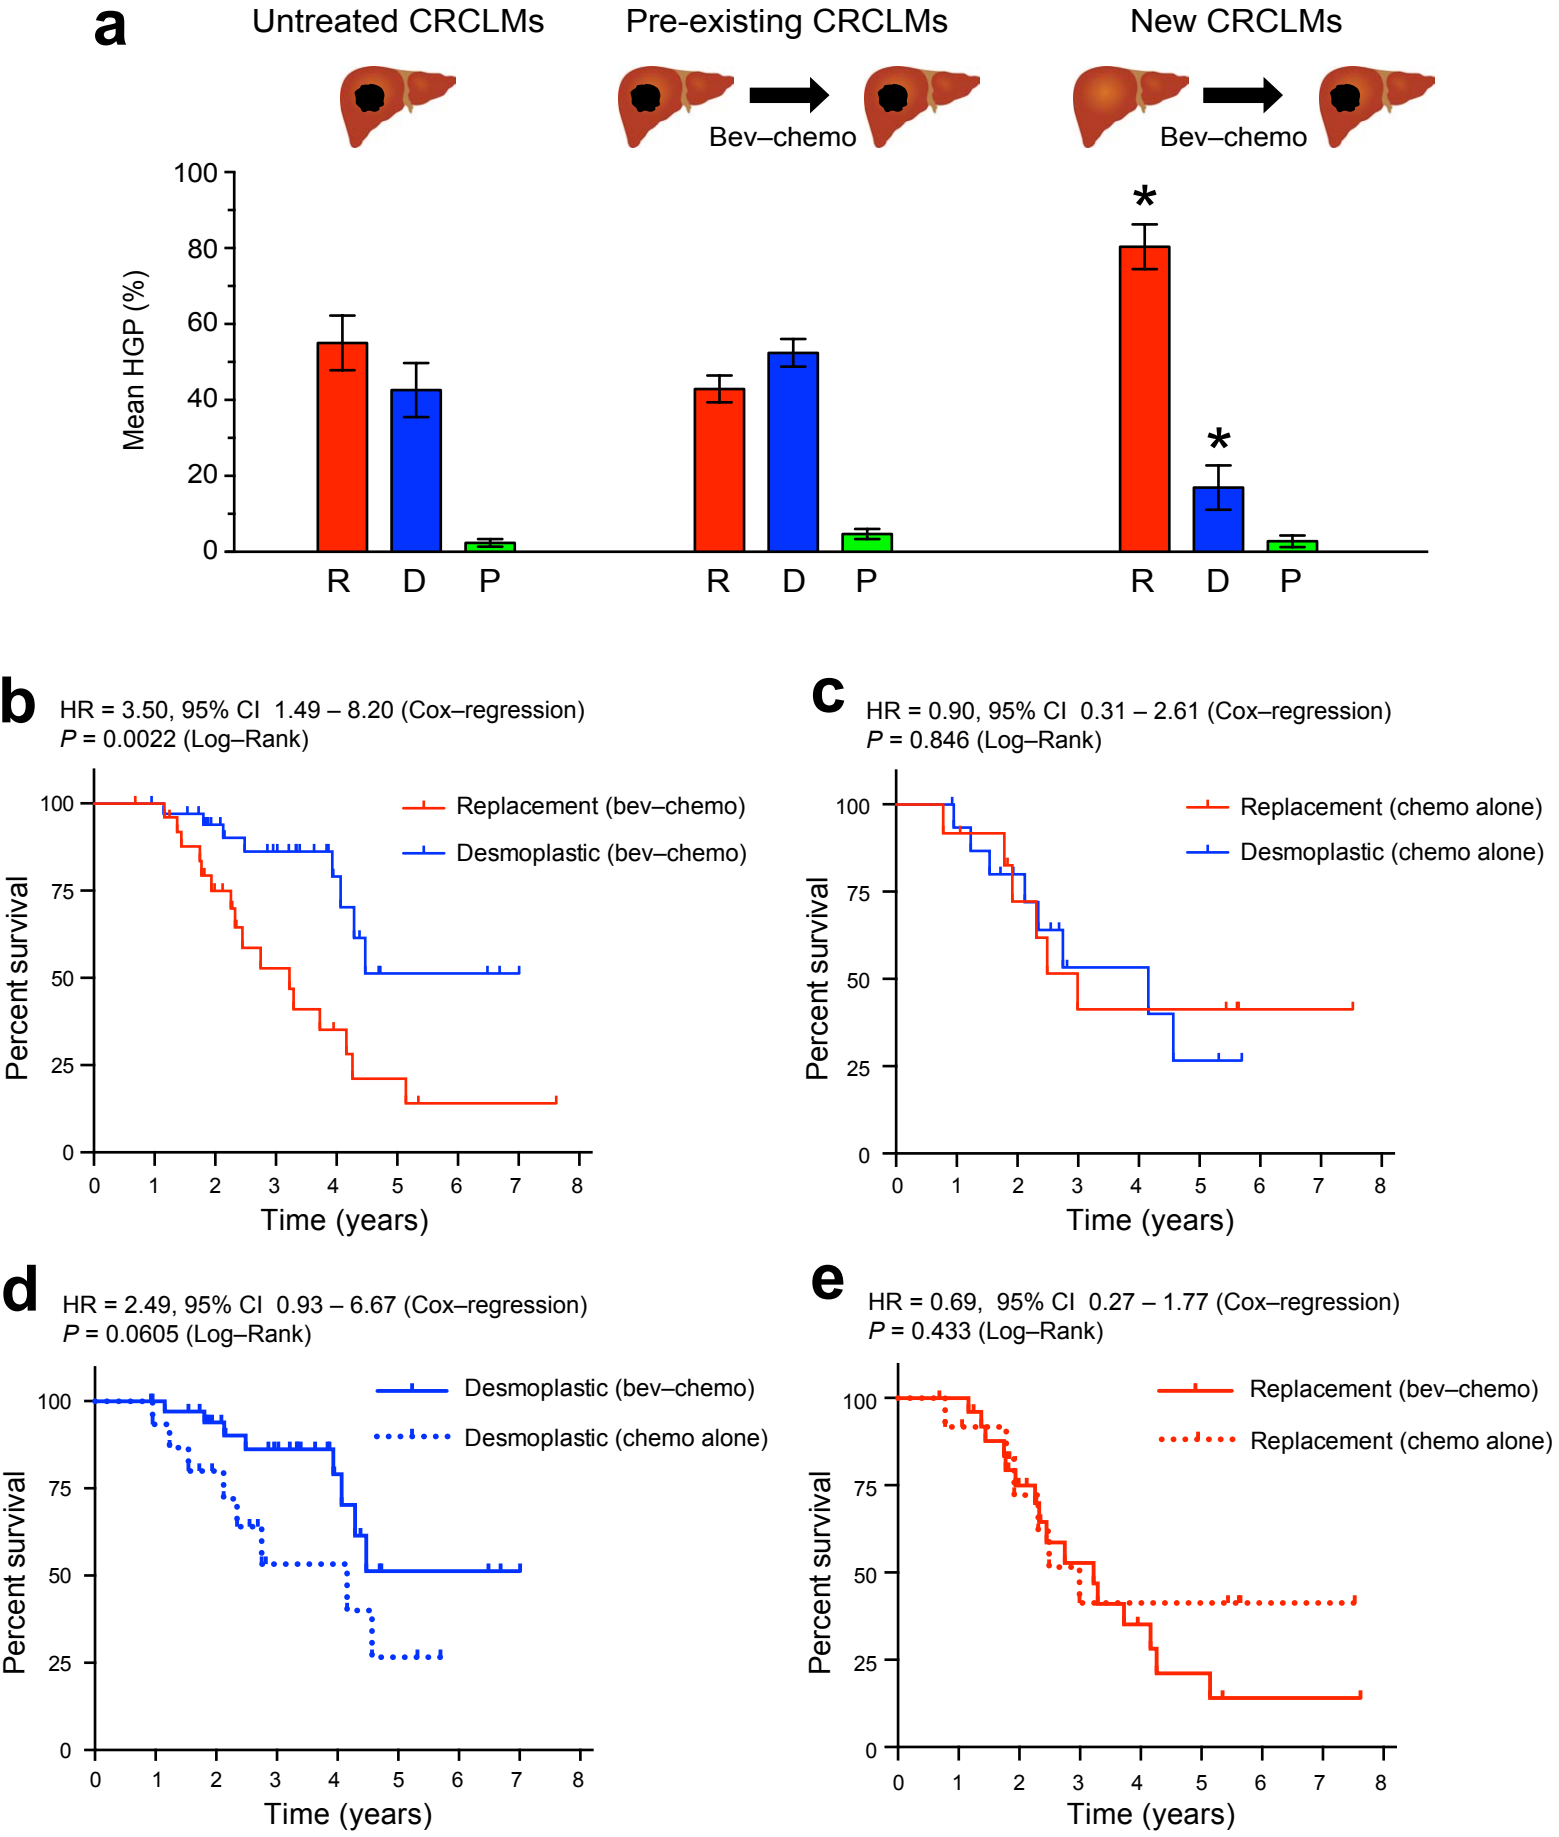 a
Untreated CRCLMs
Pre-existing CRCLMs
New CRCLMs
Bev–chemo
Bev–chemo
Mean HGP (%)
100
80
60
40
20
0
*
*
R D P
R D P
R D P
b
HR = 3.50, 95% CI 1.49 – 8.20 (Cox–regression)
P = 0.0022 (Log–Rank)
Replacement (bev–chemo)
Desmoplastic (bev–chemo)
Percent survival
100
75
50
25
0
0 1 2 3 4 5 6 7 8
Time (years)
c
HR = 0.90, 95% CI 0.31 – 2.61 (Cox–regression)
P = 0.846 (Log–Rank)
Replacement (chemo alone)
Desmoplastic (chemo alone)
Percent survival
100
75
50
25
0
0 1 2 3 4 5 6 7 8
Time (years)
d
HR = 2.49, 95% CI 0.93 – 6.67 (Cox–regression)
P = 0.0605 (Log–Rank)
Desmoplastic (bev–chemo)
Desmoplastic (chemo alone)
Percent survival
100
75
50
25
0
0 1 2 3 4 5 6 7 8
Time (years)
e
HR = 0.69, 95% CI 0.27 – 1.77 (Cox–regression)
P = 0.433 (Log–Rank)
Replacement (bev–chemo)
Replacement (chemo alone)
Percent survival
100
75
50
25
0
0 1 2 3 4 5 6 7 8
Time (years)